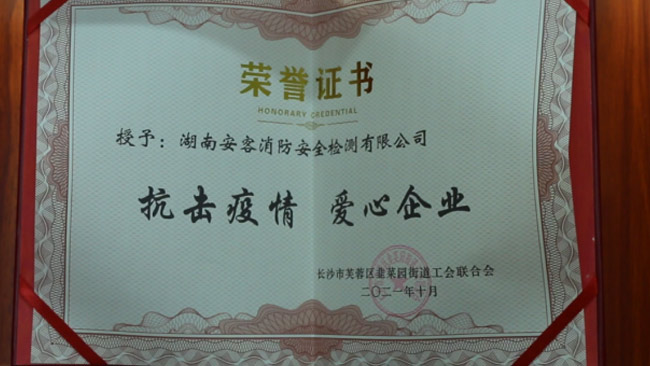 荣誉证书
HONORARY CREDENTIAL
授予：湖南安客消防安全检测有限公司
抗击疫情 爱心企业
长沙市芙蓉区韭菜园街道工会联合会
二〇二一年十月